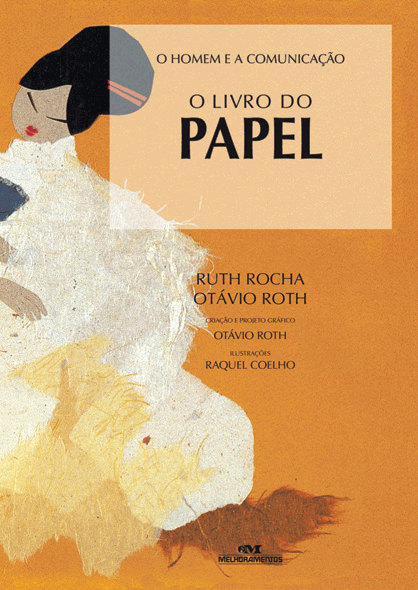 O HOMEM E A COMUNICAÇÃO
O LIVRO DO
PAPEL
RUTH ROCHA
OTÁVIO ROTH
CRIAÇÃO E PROJETO GRÁFICO
OTÁVIO ROTH
ILUSTRAÇÕES
RAQUEL COELHO
MELHORAMENTOS